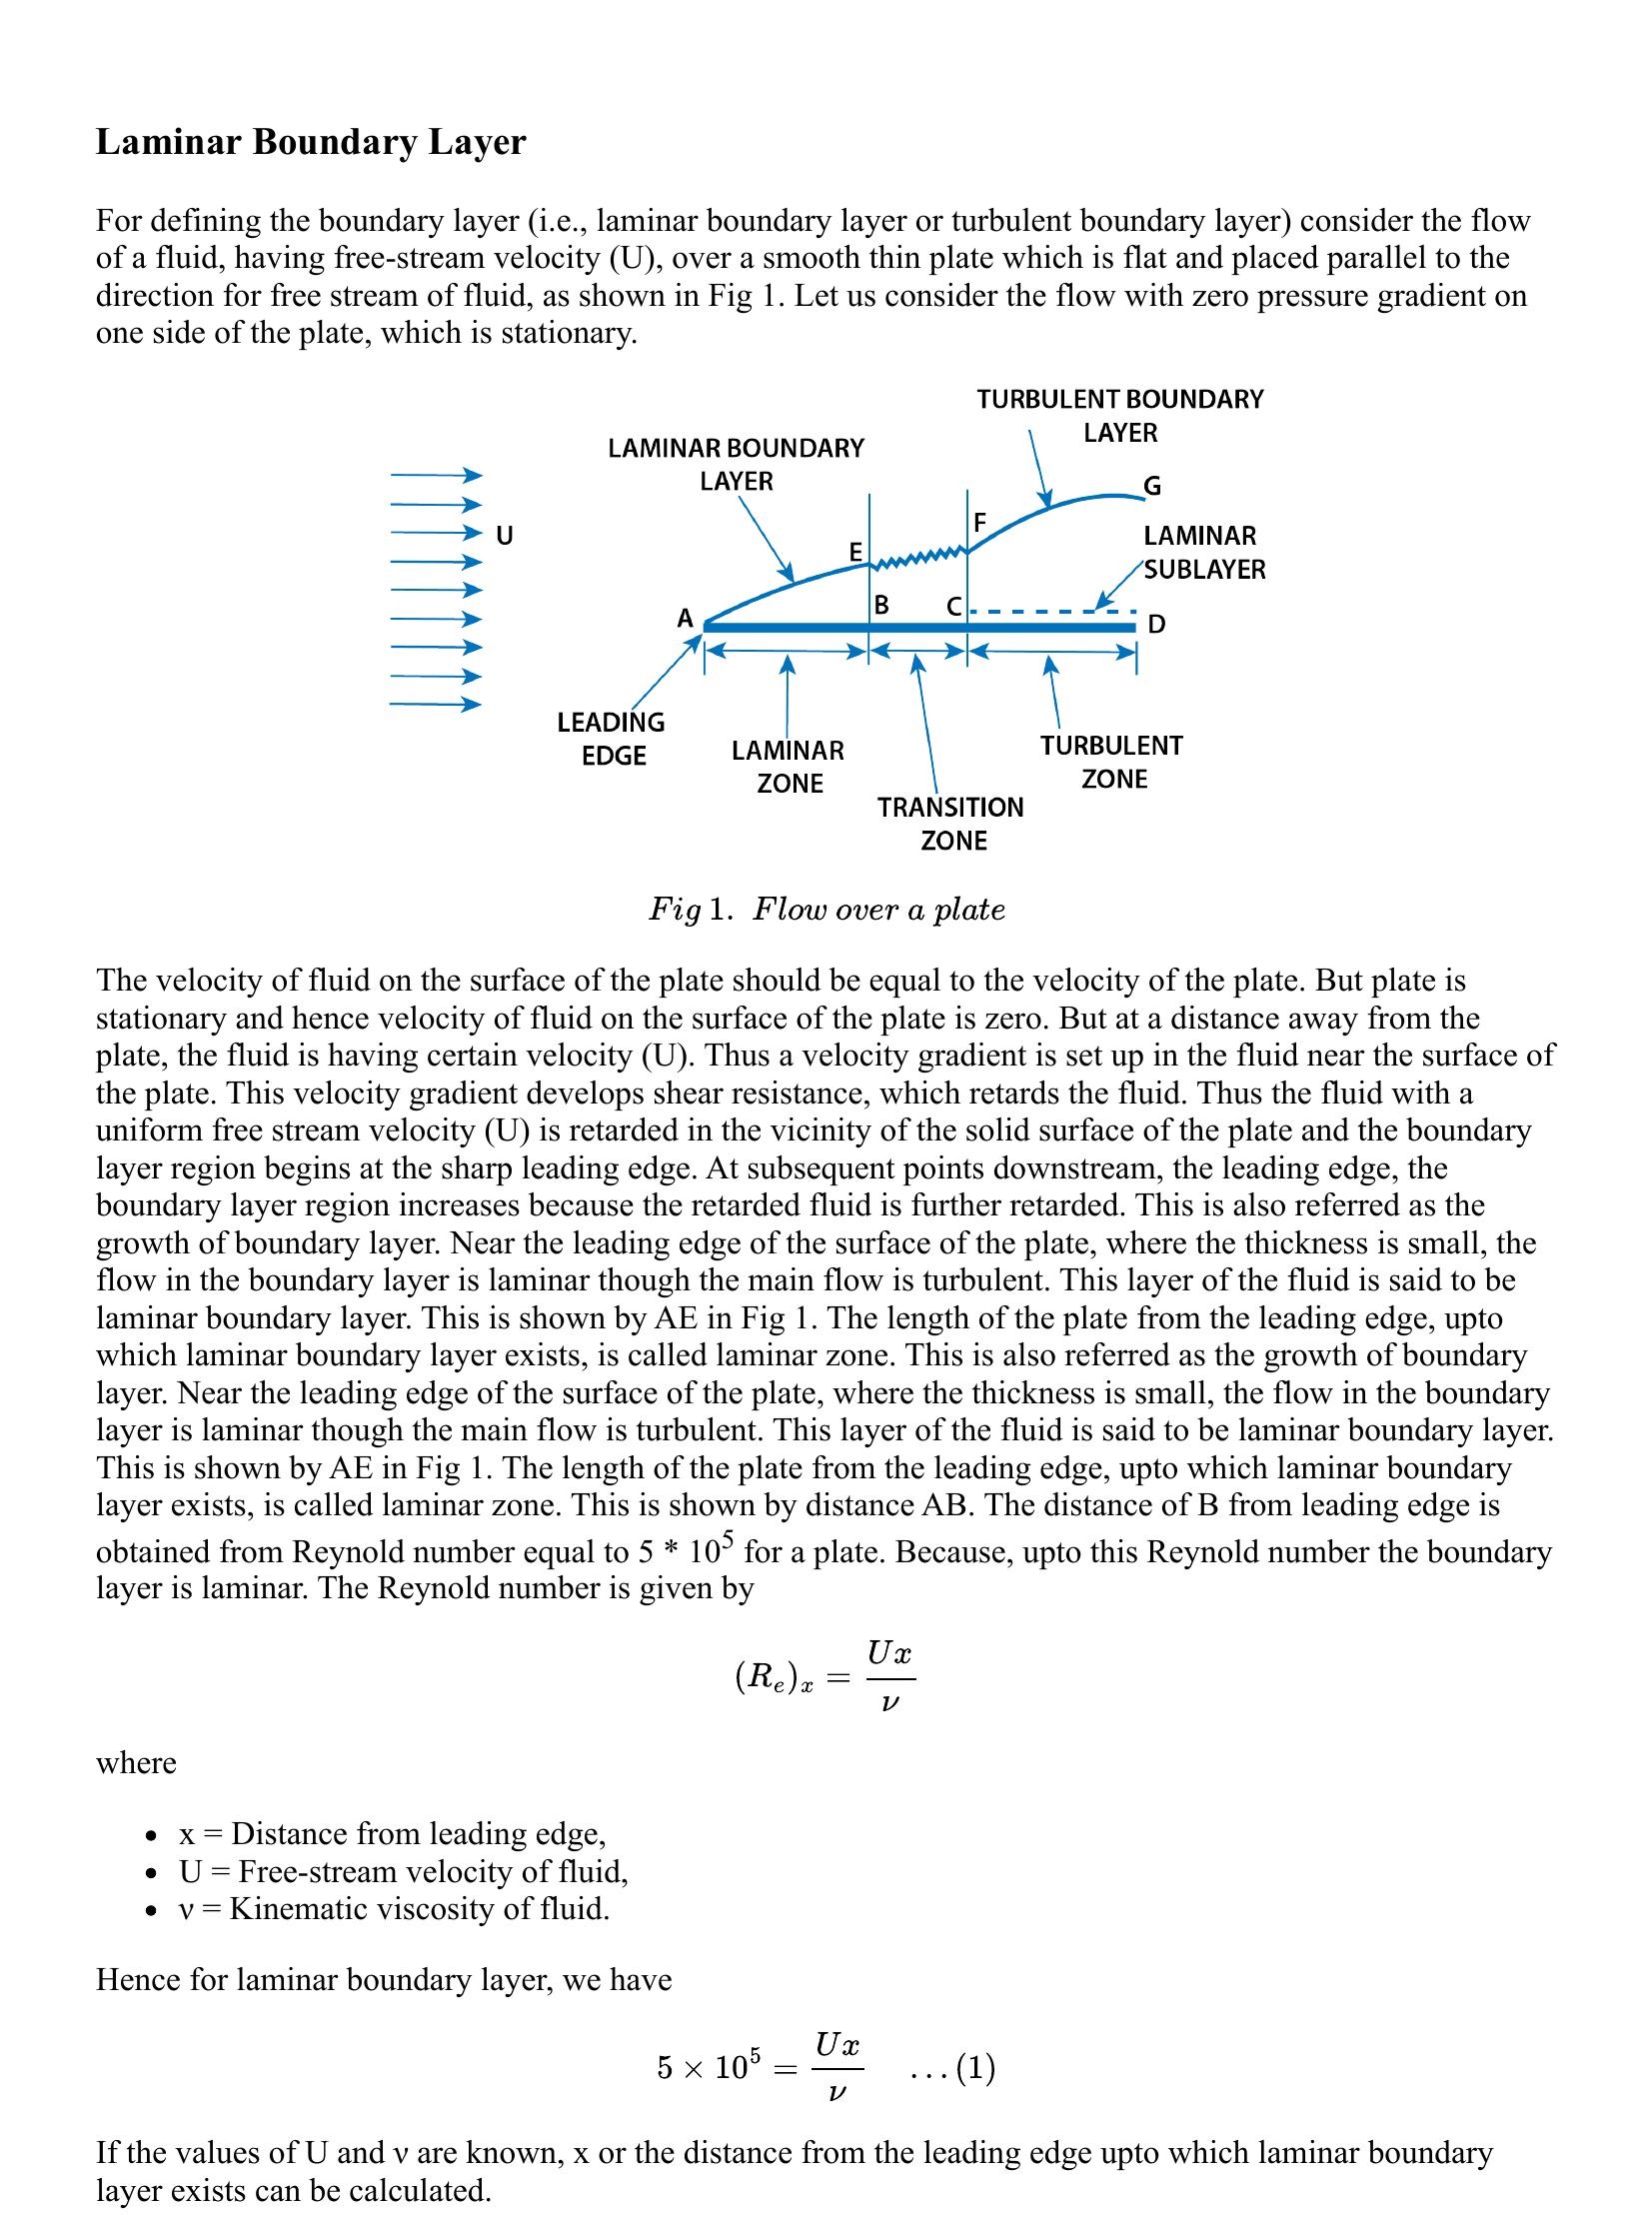 Laminar Boundary Layer
For defining the boundary layer (i.e., laminar boundary layer or turbulent boundary layer) consider the flow
of a fluid, having free-stream velocity (U), over a smooth thin plate which is flat and placed parallel to the
direction for free stream of fluid, as shown in Fig 1. Let us consider the flow with zero pressure gradient on
one side of the plate, which is stationary.
TURBULENT BOUNDARY
LAYER
LAMINAR BOUNDARY
LAYER
G
F
U
LAMINAR
SUBLAYER
E
B
C
A
D
LEADING
EDGE
LAMINAR
ZONE
TURBULENT
ZONE
TRANSITION
ZONE
Fig 1. Flow over a plate
The velocity of fluid on the surface of the plate should be equal to the velocity of the plate. But plate is
stationary and hence velocity of fluid on the surface of the plate is zero. But at a distance away from the
plate, the fluid is having certain velocity (U). Thus a velocity gradient is set up in the fluid near the surface of
the plate. This velocity gradient develops shear resistance, which retards the fluid. Thus the fluid with a
uniform free stream velocity (U) is retarded in the vicinity of the solid surface of the plate and the boundary
layer region begins at the sharp leading edge. At subsequent points downstream, the leading edge, the
boundary layer region increases because the retarded fluid is further retarded. This is also referred as the
growth of boundary layer. Near the leading edge of the surface of the plate, where the thickness is small, the
flow in the boundary layer is laminar though the main flow is turbulent. This layer of the fluid is said to be
laminar boundary layer. This is shown by AE in Fig 1. The length of the plate from the leading edge, upto
which laminar boundary layer exists, is called laminar zone. This is also referred as the growth of boundary
layer. Near the leading edge of the surface of the plate, where the thickness is small, the flow in the boundary
layer is laminar though the main flow is turbulent. This layer of the fluid is said to be laminar boundary layer.
This is shown by AE in Fig 1. The length of the plate from the leading edge, upto which laminar boundary
layer exists, is called laminar zone. This is shown by distance AB. The distance of B from leading edge is
obtained from Reynold number equal to 5 * 10⁵ for a plate. Because, upto this Reynold number the boundary
layer is laminar. The Reynold number is given by
(Rₑ)ₓ = Ux / ν
where
• x = Distance from leading edge,
• U = Free-stream velocity of fluid,
• ν = Kinematic viscosity of fluid.
Hence for laminar boundary layer, we have
5 × 10⁵ = Ux / ν …(1)
If the values of U and ν are known, x or the distance from the leading edge upto which laminar boundary
layer exists can be calculated.